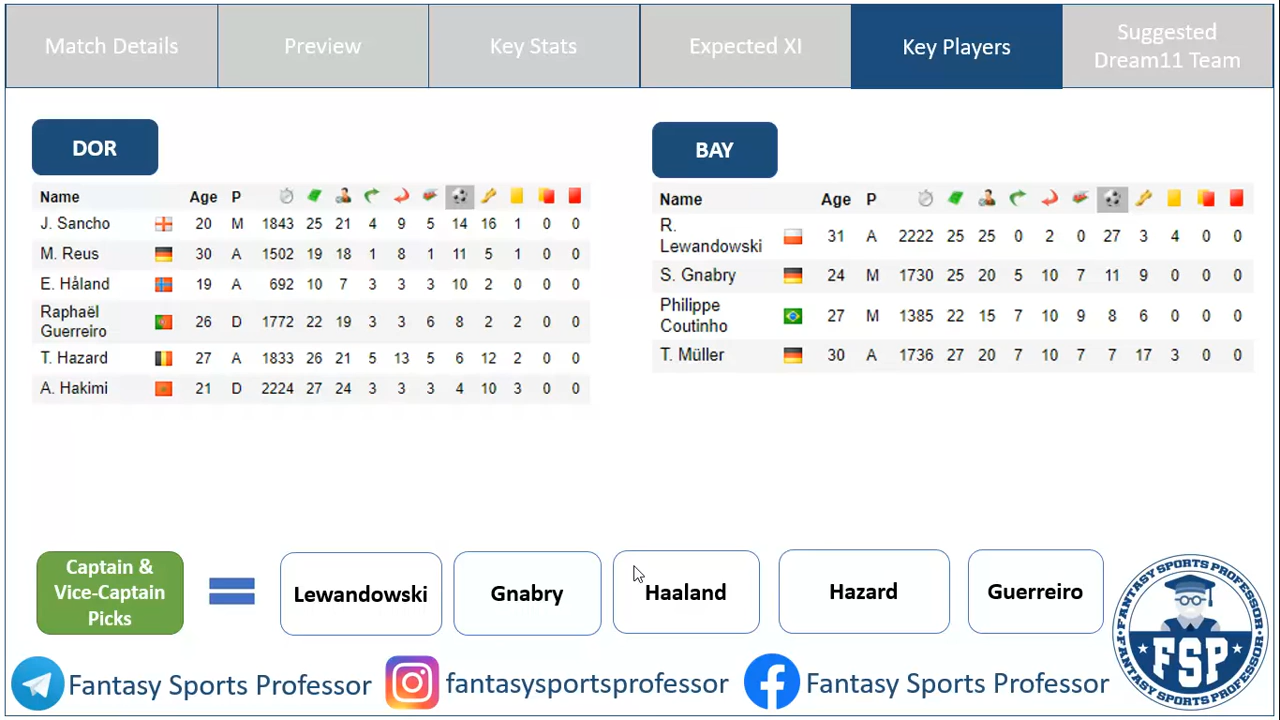 Match Details
Preview
Key Stats
Expected XI
Key Players
Suggested
Dream11 Team
DOR
Name Age P
J. Sancho 20 M 1843 25 21 4 9 5 14 16 1 0 0
M. Reus 30 A 1502 19 18 1 8 1 11 5 1 0 0
E. Håland 19 A 692 10 7 3 3 3 10 2 0 0 0
Raphaël
Guerreiro 26 D 1772 22 19 3 3 6 8 2 2 0 0
T. Hazard 27 A 1833 26 21 5 13 5 6 12 2 0 0
A. Hakimi 21 D 2224 27 24 3 3 3 4 10 3 0 0
BAY
Name Age P
R.
Lewandowski 31 A 2222 25 25 0 2 0 27 3 4 0 0
S. Gnabry 24 M 1730 25 20 5 10 7 11 9 0 0 0
Philippe
Coutinho 27 M 1385 22 15 7 10 9 8 6 0 0 0
T. Müller 30 A 1736 27 20 7 10 7 7 17 3 0 0
Captain &
Vice-Captain
Picks
Lewandowski
Gnabry
Haaland
Hazard
Guerreiro
Fantasy Sports Professor
fantasysportsprofessor
Fantasy Sports Professor
FANTASY SPORTS PROFESSOR
FSP
FANTASY SPORTS PROFESSOR